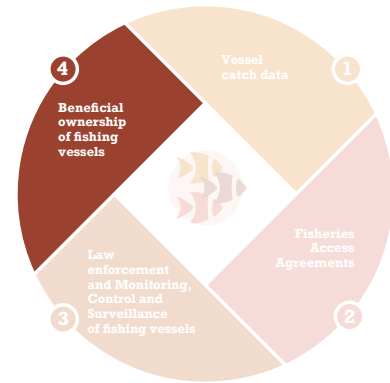 1
Vessel
catch data
2
Fisheries
Access
Agreements
3
Law
enforcement
and Monitoring,
Control and
Surveillance
of fishing vessels
4
Beneficial
ownership
of fishing
vessels